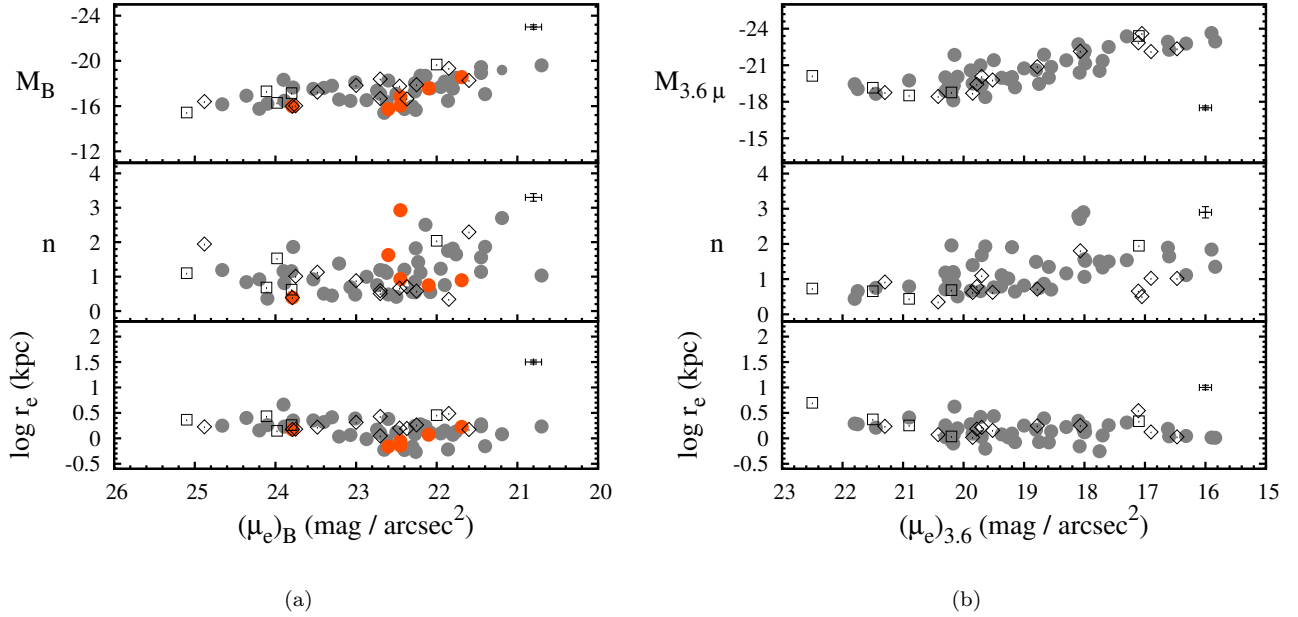 -24
-20
M_B
-16
-12
4
3
n
2
1
0
2
1.5
1
0.5
0
-0.5
log r_e (kpc)
26 25 24 23 22 21 20
(μ_e)_B (mag / arcsec^2)
(a)
-24
-21
M_{3.6 μ}
-18
-15
4
3
n
2
1
0
2
1.5
1
0.5
0
-0.5
log r_e (kpc)
23 22 21 20 19 18 17 16 15
(μ_e)_{3.6} (mag / arcsec^2)
(b)